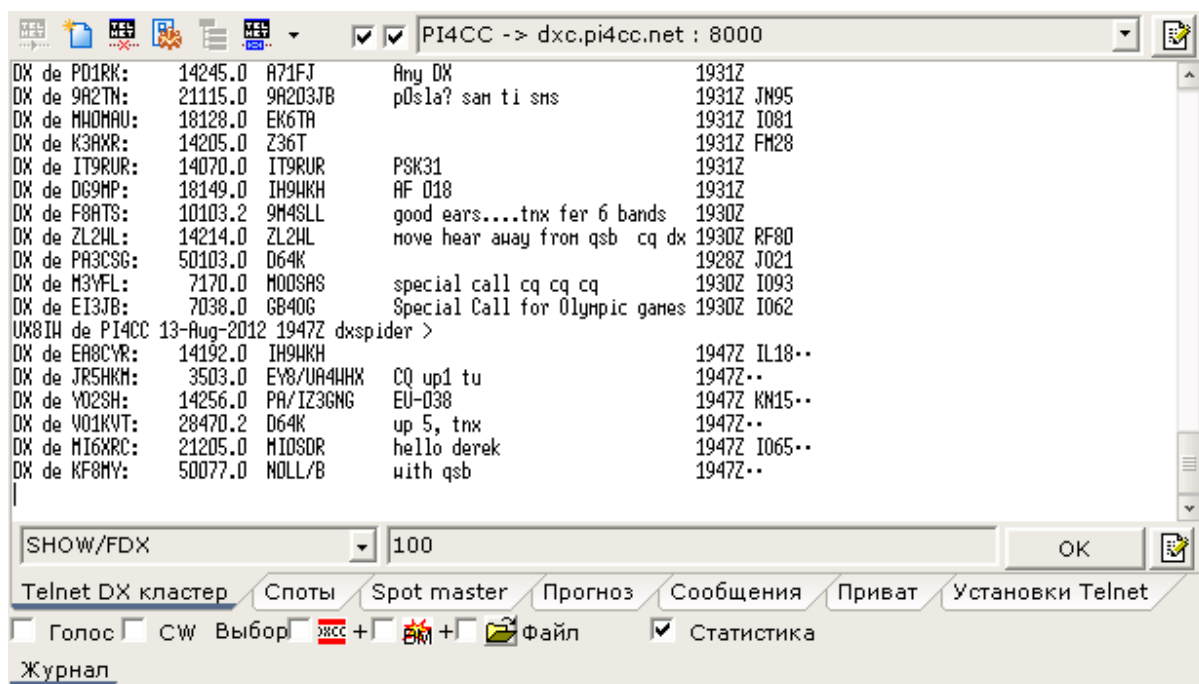 PI4CC -> dxc.pi4cc.net : 8000
DX de PD1RK: 14245.0 A71FJ Any DX 1931Z
DX de 9A2TN: 21115.0 9A203JB p0sla? sam ti sms 1931Z JN95
DX de MW0MAU: 18128.0 EK6TA 1931Z IO81
DX de K3AXR: 14205.0 Z36T 1931Z FM28
DX de IT9RUR: 14070.0 IT9RUR PSK31 1931Z
DX de DG9MP: 18149.0 IH9WKH AF 018 1931Z
DX de F8ATS: 10103.2 9M4SLL good ears....tnx fer 6 bands 1930Z
DX de ZL2WL: 14214.0 ZL2WL move hear away from qsb cq dx 1930Z RF80
DX de PA3CSG: 50103.0 D64K 1928Z JO21
DX de M3YFL: 7170.0 MO0SAS special call cq cq cq 1930Z IO93
DX de EI3JB: 7038.0 GB40G Special Call for Olympic games 1930Z IO62
UX8IW de PI4CC 13-Aug-2012 1947Z dxspider >
DX de EA8CYR: 14192.0 IH9WKH 1947Z IL18··
DX de JR5HKM: 3503.0 EY8/UA4WHX CQ up1 tu 1947Z··
DX de YO2SH: 14256.0 PA/IZ3GNG EU-038 1947Z KN15··
DX de VO1KVT: 28470.2 D64K up 5, tnx 1947Z··
DX de MI6XRC: 21205.0 MI0SDR hello derek 1947Z IO65··
DX de KF8MY: 50077.0 N0LL/B with qsb 1947Z··
SHOW/FDX 100 OK
Telnet DX кластер Споты Spot master Прогноз Сообщения Приват Установки Telnet
Голос CW Выбор DXCC + BM + Файл Статистика
Журнал